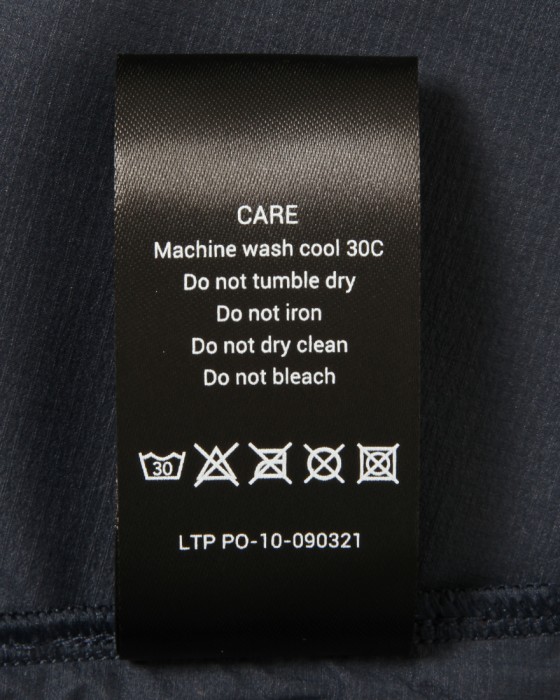 CARE
Machine wash cool 30C
Do not tumble dry
Do not iron
Do not dry clean
Do not bleach
30
LTP PO-10-090321